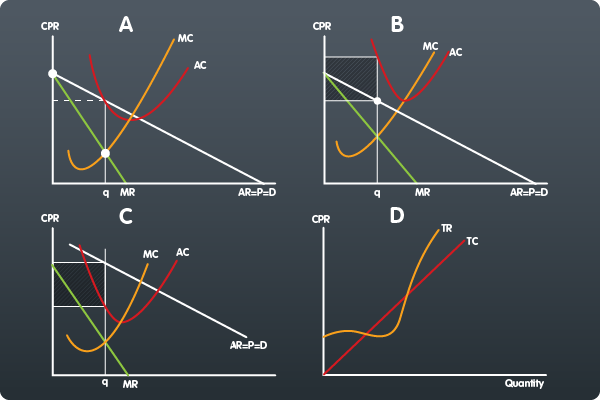 A
CPR
MC
AC
q
MR
AR=P=D
B
CPR
MC
AC
q
MR
AR=P=D
C
CPR
MC
AC
AR=P=D
q
MR
D
CPR
TR
TC
Quantity